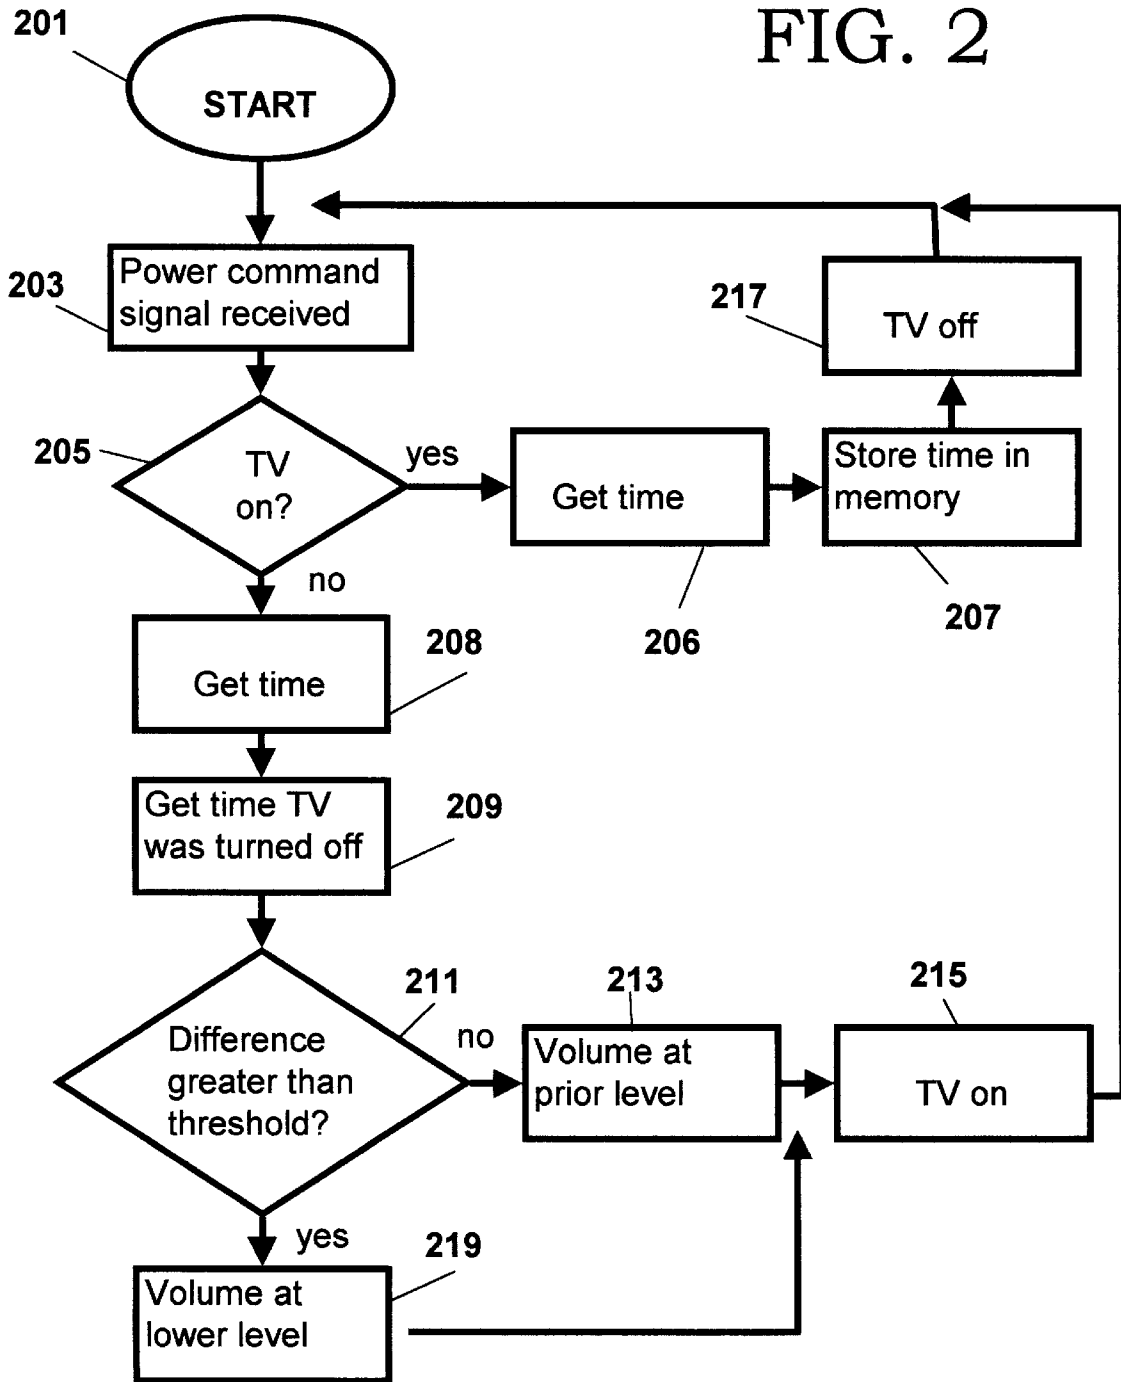 FIG. 2
201
START
203
Power command
signal received
217
TV off
205
TV
on?
yes
Get time
Store time in
memory
206
207
no
208
Get time
209
Get time TV
was turned off
211
Difference
greater than
threshold?
no
213
Volume at
prior level
215
TV on
yes
219
Volume at
lower level